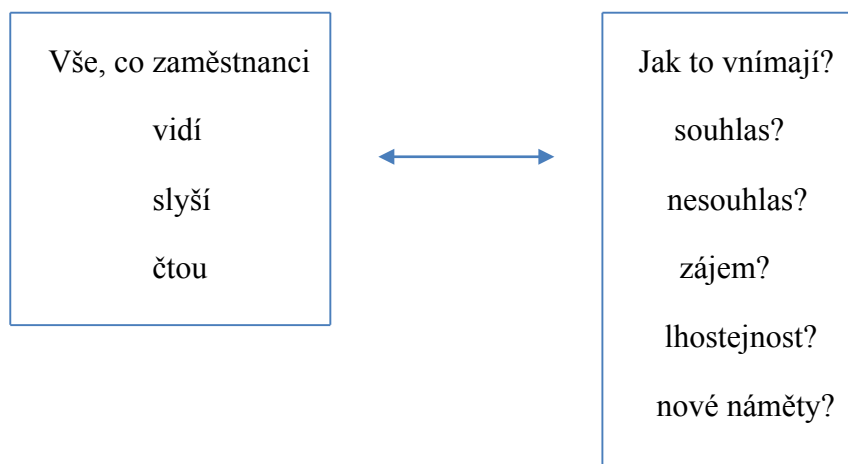 Vše, co zaměstnanci
vidí
slyší
čtou
Jak to vnímají?
souhlas?
nesouhlas?
zájem?
lhostejnost?
nové náměty?